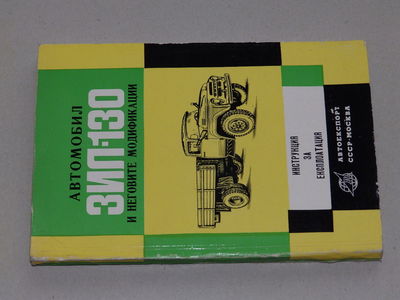 АВТОМОБИЛ
ЗИЛ-130
И НЕГОВИТЕ МОДИФИКАЦИИ
ИНСТРУКЦИЯ
ЗА
ЕКСПЛОАТАЦИЯ
АВТОЕКСПОРТ
СССР·МОСКВА